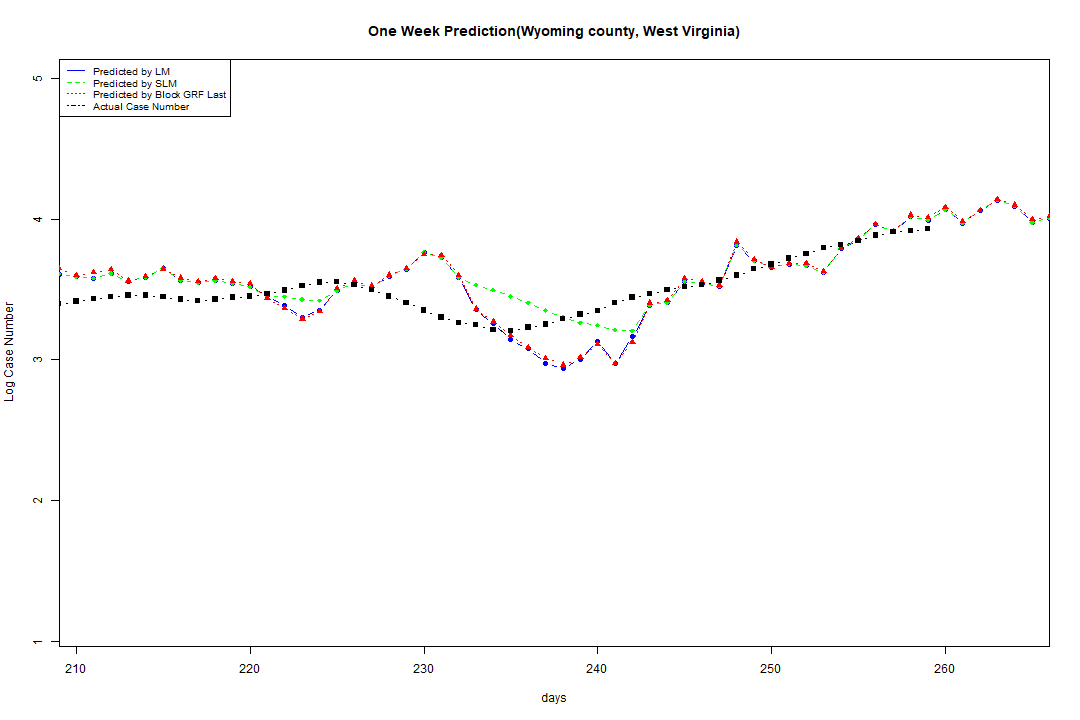 One Week Prediction(Wyoming county, West Virginia)
Predicted by LM
Predicted by SLM
Predicted by Block GRF Last
Actual Case Number
5
4
3
2
1
Log Case Number
210 220 230 240 250 260
days